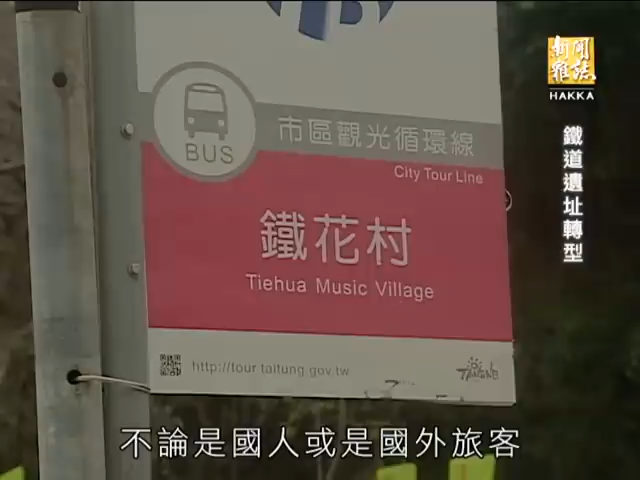 新聞
雜誌
HAKKA
鐵道遺址轉型
BUS
市區觀光循環線
City Tour Line
鐵花村
Tiehua Music Village
http://tour.taitung.gov.tw
TAITUNG
不論是國人或是國外旅客